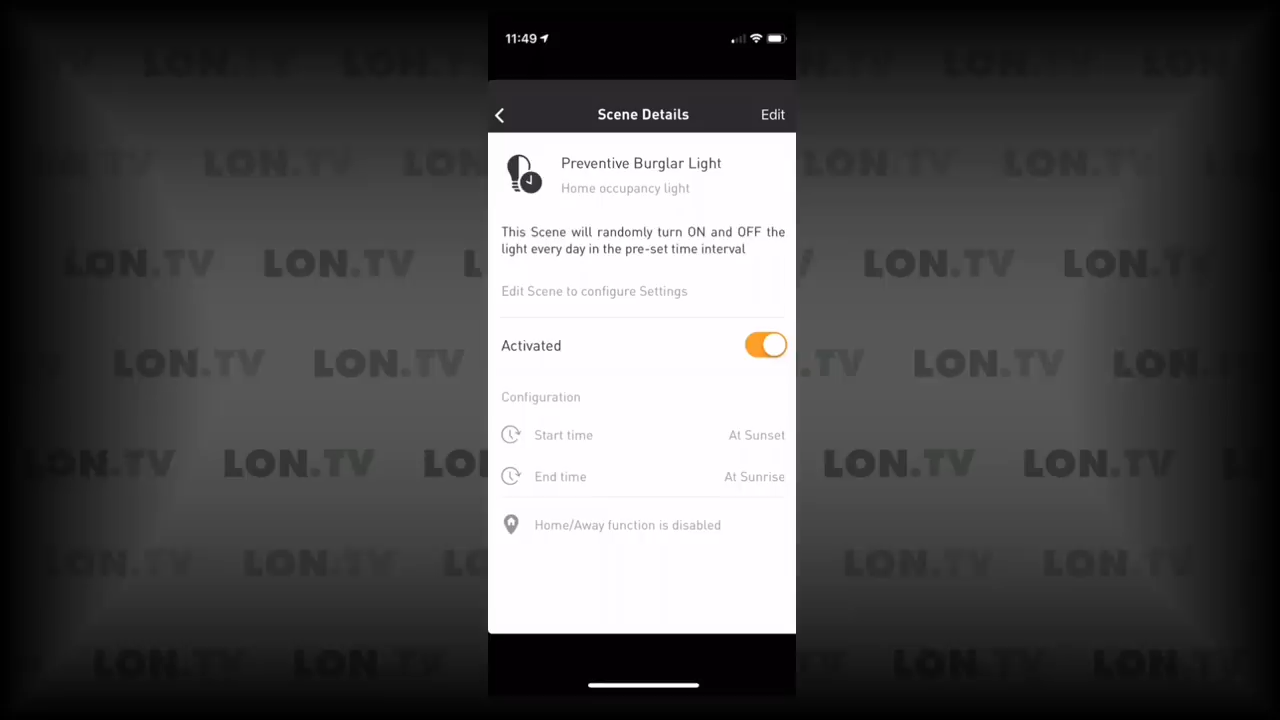 11:49
Scene Details
Edit
Preventive Burglar Light
Home occupancy light
This Scene will randomly turn ON and OFF the
light every day in the pre-set time interval
Edit Scene to configure Settings
Activated
Configuration
Start time
At Sunset
End time
At Sunrise
Home/Away function is disabled
LON.TV